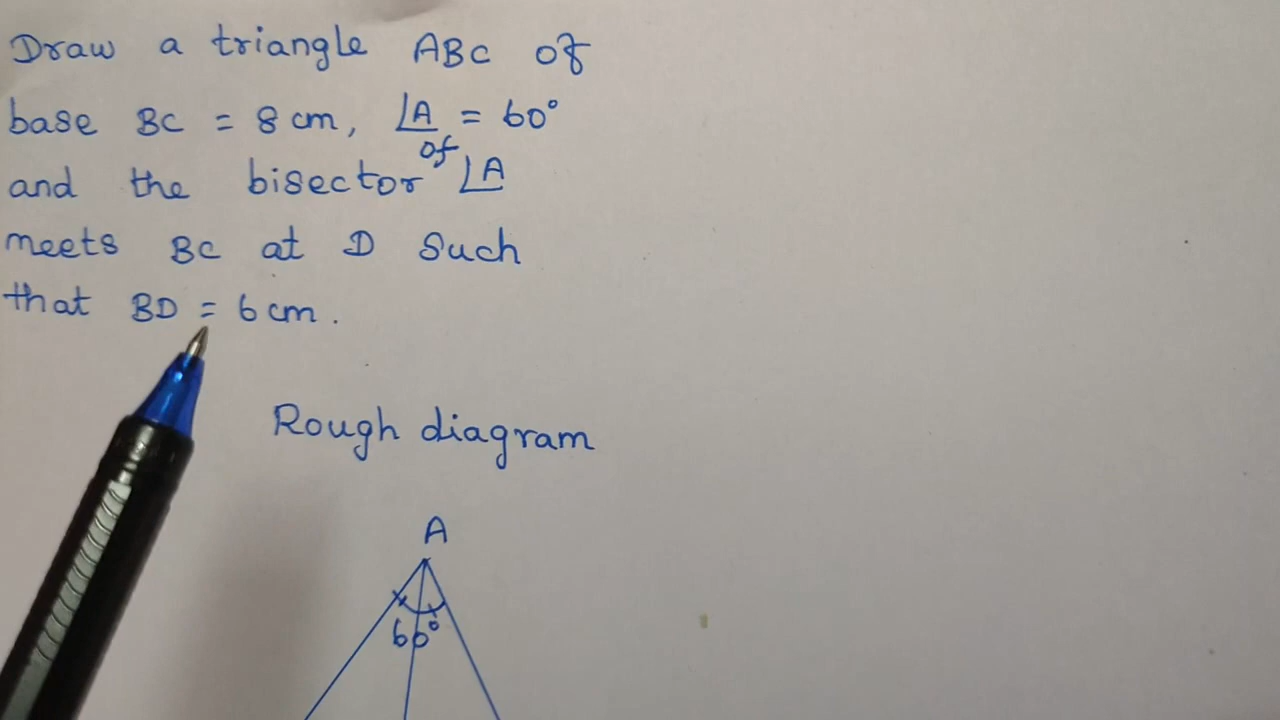 Draw a triangle ABC of
base BC = 8 cm, ∠A = 60°
and the bisector of ∠A
meets BC at D such
that BD = 6 cm.
Rough diagram
A
60°